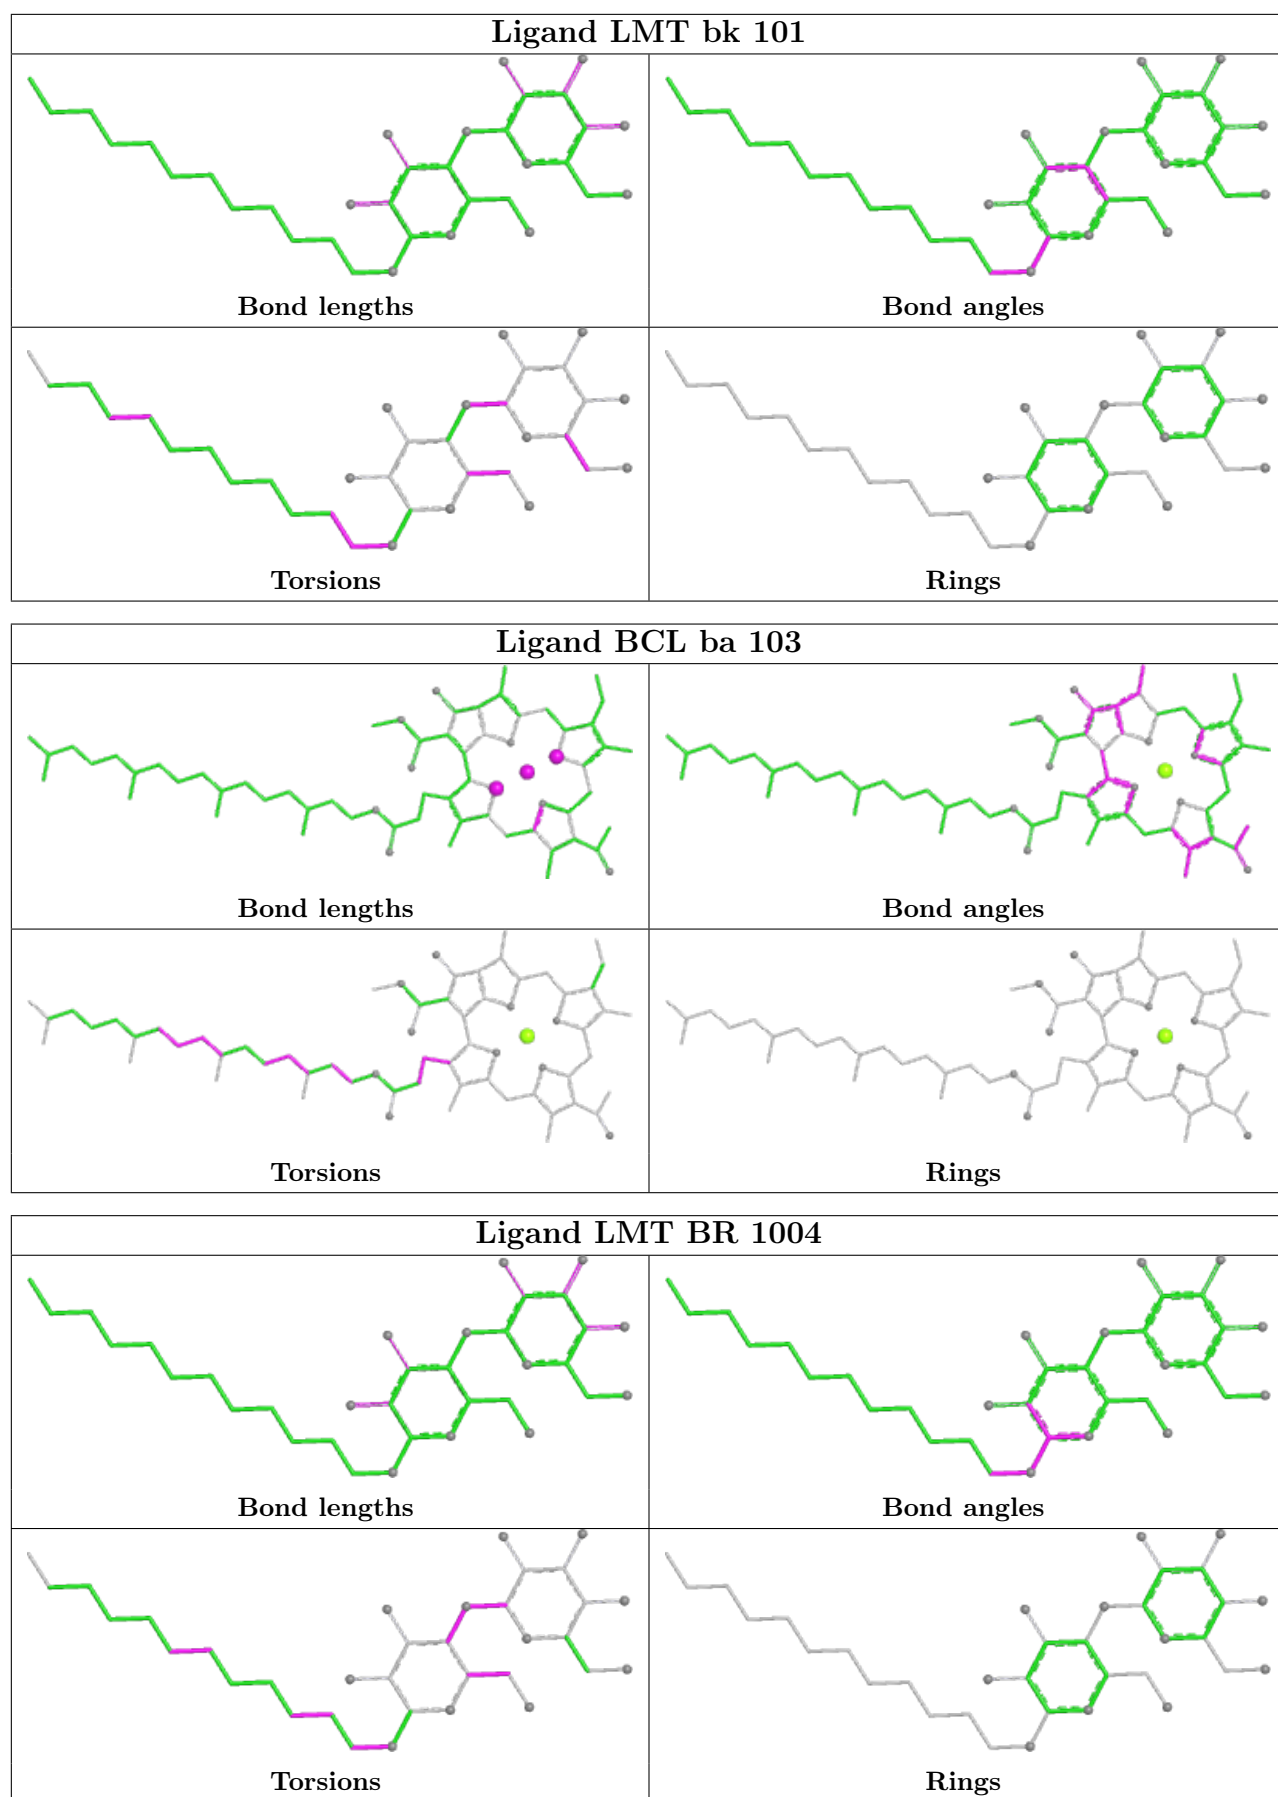 Ligand LMT bk 101
Bond lengths
Bond angles
Torsions
Rings
Ligand BCL ba 103
Bond lengths
Bond angles
Torsions
Rings
Ligand LMT BR 1004
Bond lengths
Bond angles
Torsions
Rings